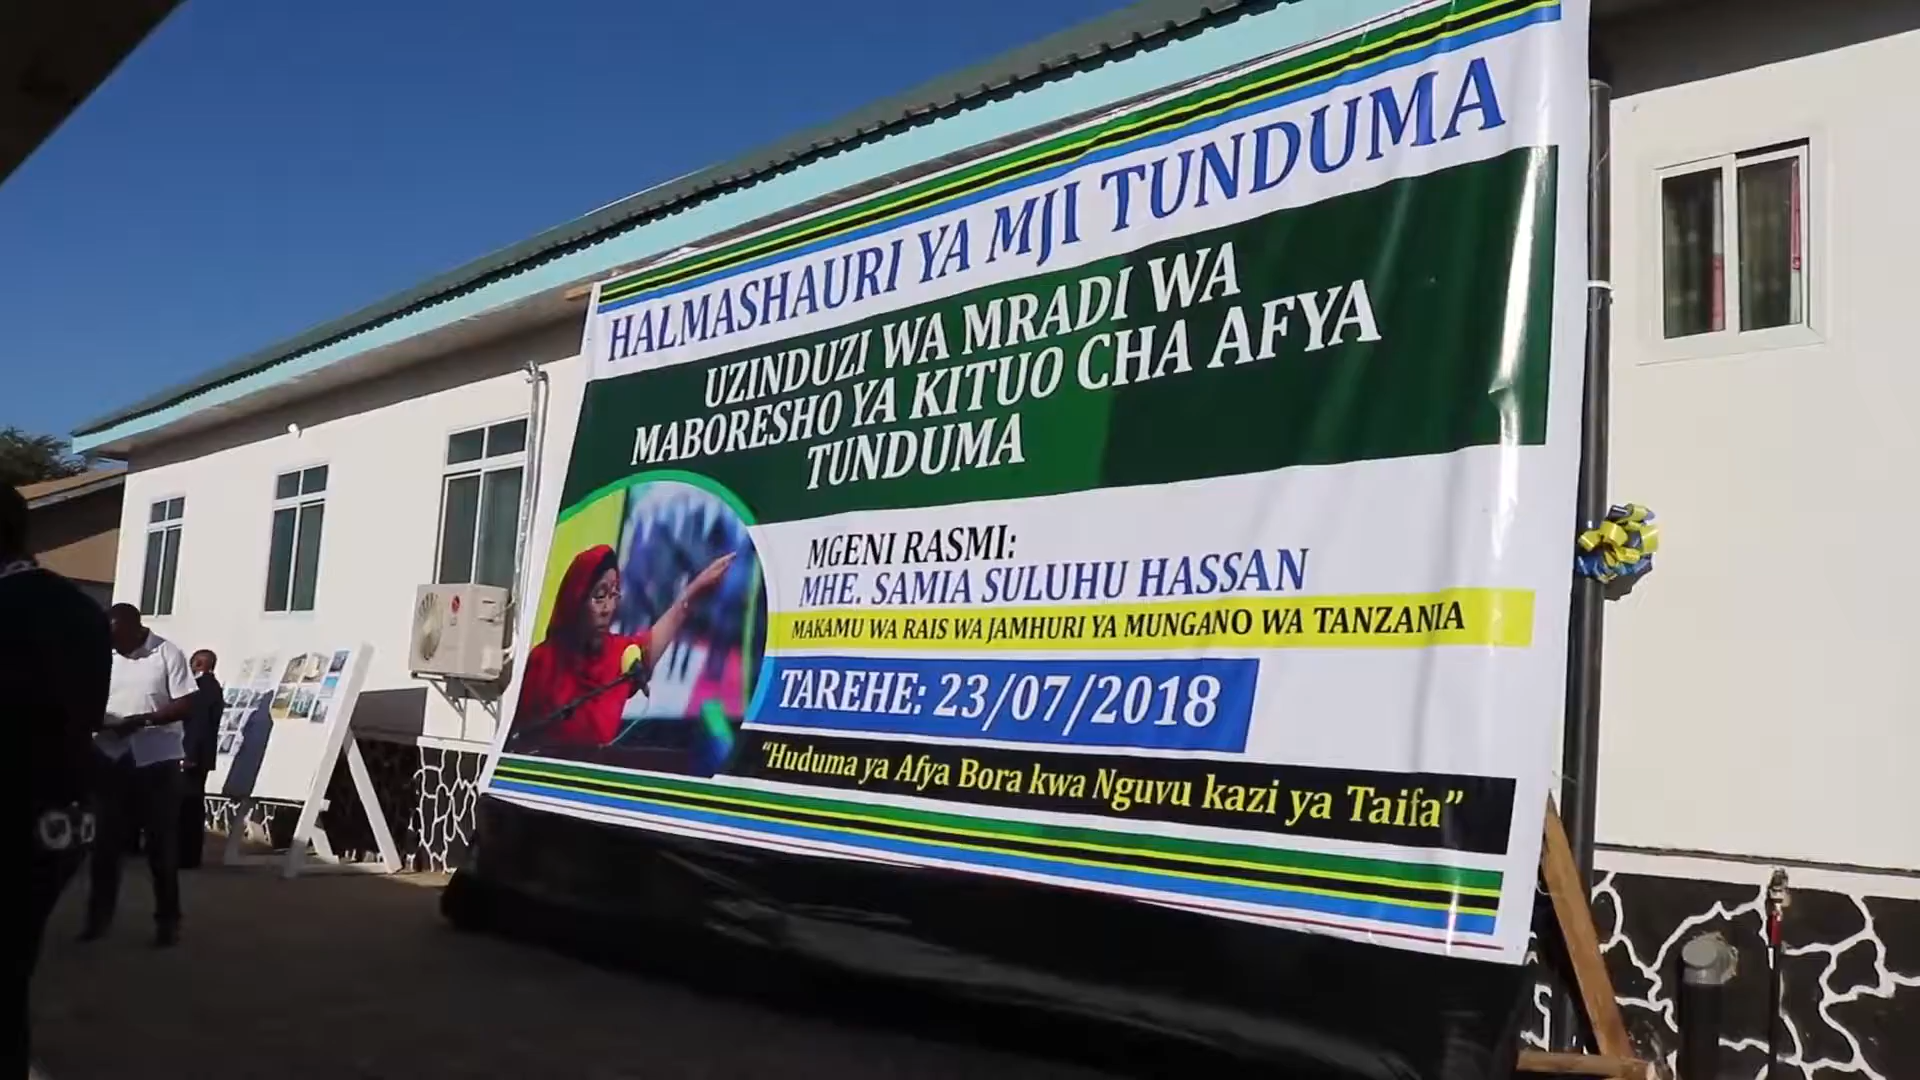 HALMASHAURI YA MJI TUNDUMA
UZINDUZI WA MRADI WA
MABORESHO YA KITUO CHA AFYA
TUNDUMA
MGENI RASMI:
MHE. SAMIA SULUHU HASSAN
MAKAMU WA RAIS WA JAMHURI YA MUNGANO WA TANZANIA
TAREHE: 23/07/2018
"Huduma ya Afya Bora kwa Nguvu kazi ya Taifa"